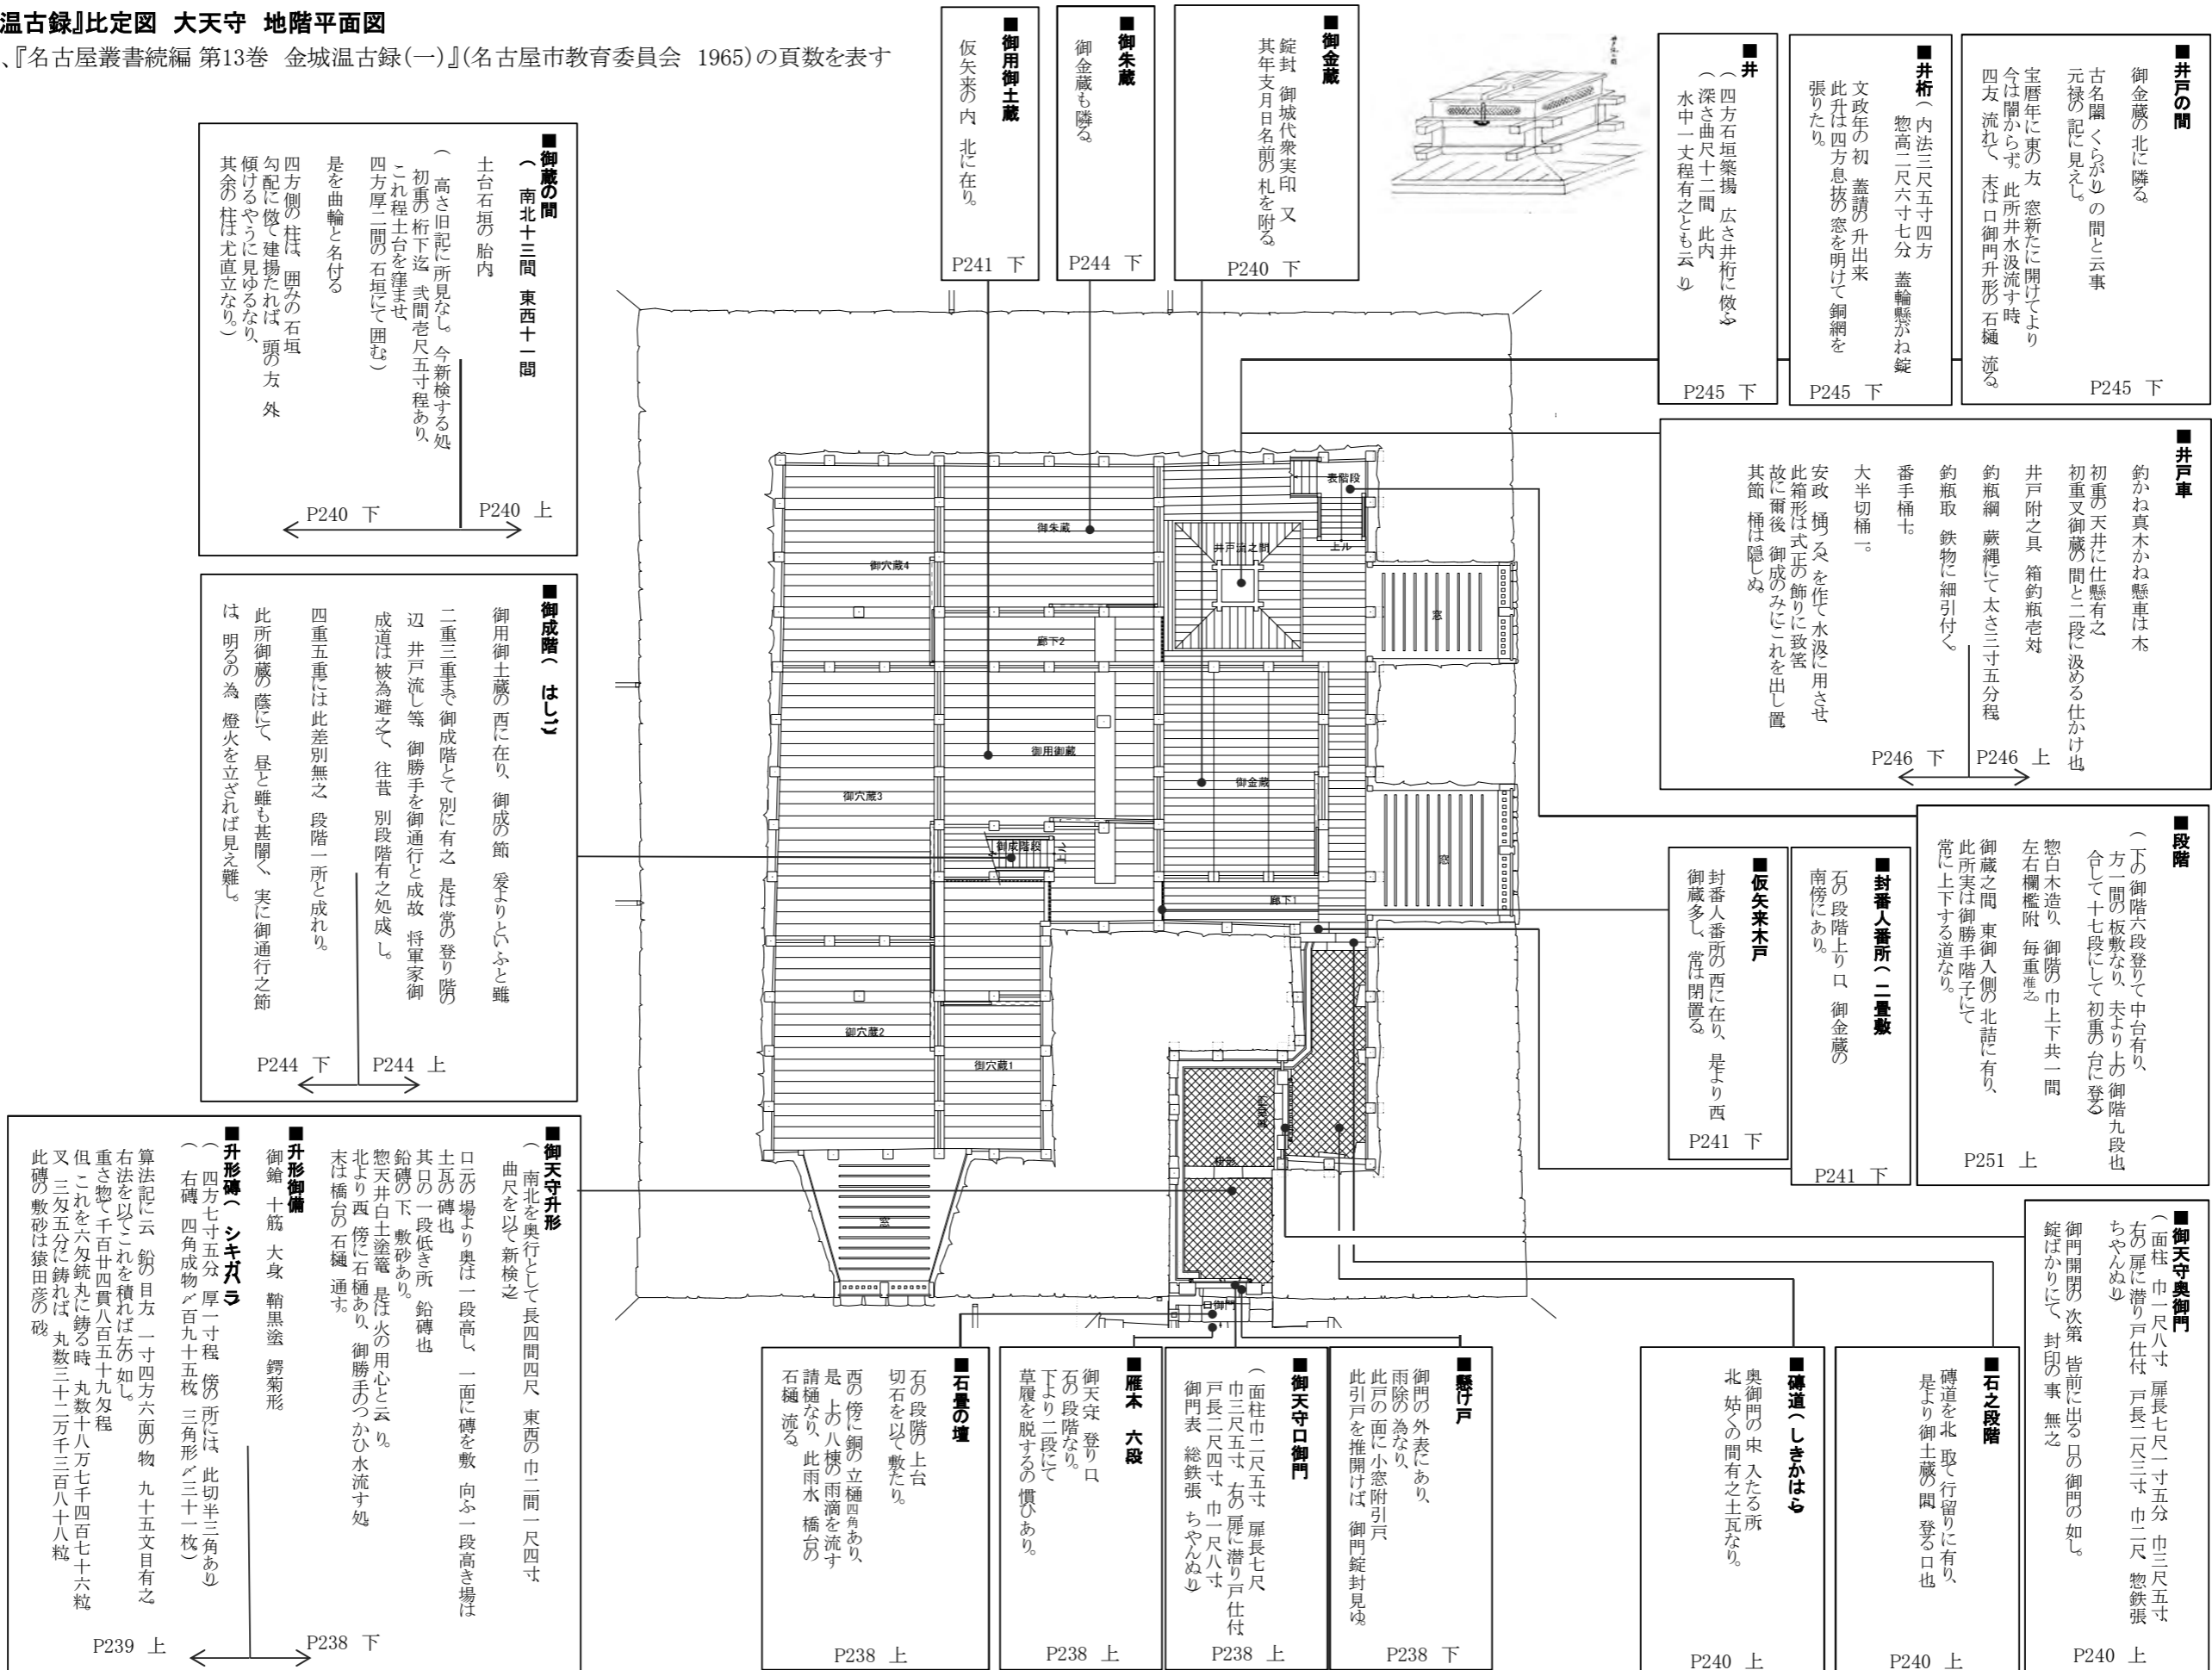 温古録』比定図 大天守 地階平面図
、『名古屋叢書続編 第13巻 金城温古録(一)』(名古屋市教育委員会 1965)の頁数を表す
■井戸の間
御金蔵の北に隣る。
古名闇(くらがり)の間と云事
元禄の記に見えし。
宝暦年に東の方、窓新たに開けてより
今は闇からず。此所井水汲流す時、
四方へ流れて、末は口御門升形の石樋へ流る。
P245 下
■井桁(内法三尺五寸四方
惣高二尺六寸七分、蓋輪懸がね錠
文政年の初、蓋請の升出来
此升は四方息抜の窓を明けて銅網を
張りたり。
P245 下
■井
(四方石垣築揚、広さ井桁に倣ふ
(深さ曲尺十二間、此内、
水中一丈程有之とも云へり)
P245 下
■御金蔵
錠封、御城代衆実印、又
其年支月日名前の札を附る。
P240 下
■御朱蔵
御金蔵も隣る。
P244 下
■御用御土蔵
仮矢来の内、北に在り。
P241 下
■御蔵の間
(南北十三間、東西十一間
土台石垣の胎内。
(高さ旧記に所見なし。今新検する処
初重の桁下迄、弐間壱尺五寸程あり、
これ程土台を窪ませ、
四方厚二間の石垣にて囲む。)
是を曲輪と名付る
四方側の柱は、囲みの石垣
勾配に倣て建揚たれば、頭の方、外へ
傾けるやうに見ゆるなり、
其余の柱は尤直立なり。)
P240 下
P240 上
■井戸車
釣かね真木かね懸車は木。
初重の天井に仕懸有之、
初重又御蔵の間と二段に汲める仕かけ也。
井戸附之具 箱釣瓶壱対。
釣瓶綱 蕨縄にて太さ三寸五分程。
釣瓶取 鉄物に細引付く。
番手桶七。
大半切桶一。
安政、桶つるべを作て水汲に用させ、
此箱形は式正の飾りに致筈
故に爾後、御成のみにこれを出し置、
其節、桶は隠しぬ。
P246 下
P246 上
■御成階(はしご)
御用御土蔵の西に在り、御成の節、爰よりといふと雖
二重三重まで御成階とて別に有之、是は常の登り階の
辺、井戸流し等、御勝手を御通行と成故、将軍家御
成道は被為避之て、往昔、別段階有之処成べし。
四重五重には此差別無之、段階一所と成れり。
此所御蔵の蔭にて、昼と雖も甚闇く、実に御通行之節
は、明るの為、燈火を立ざれば見え難し。
P244 下
P244 上
■段階
(下の御階六段登りて中台有り、
方一間の板敷なり、夫より上の御階九段也、
合して十七段にして初重の台に登る)
惣白木造り、御階の巾上下共一間、
左右欄檻附、毎重准之。
御蔵之間、東御入側の北詰に有り、
此所実は御勝手階子にて
常に上下する道なり。
P251 上
■封番人番所(二畳敷
石の段階上り口、御金蔵の
南傍にあり。
P241 下
■仮矢来木戸
封番人番所の西に在り、是より西、
御蔵多し、常は閉置る。
P241 下
表階段
上ル
井戸流之間
御朱蔵
御穴蔵4
廊下2
窓
御用御蔵
御金蔵
御穴蔵3
窓
御成階段
上ル
廊下1
御穴蔵2
御穴蔵1
窓
口御門
■御天守奥御門
(面柱、巾一尺八寸、扉長七尺一寸五分、巾三尺五寸、
右の扉に潜り戸仕付、戸長二尺三寸、巾二尺、惣鉄張
ちやんぬり)
御門開閉の次第、皆前に出る口の御門の如し。
錠ばかりにて、封印の事、無之。
P240 上
■石之段階
磚道を北へ取て行留りに有り、
是より御土蔵の間へ登る口也。
P240 上
■磚道(しきかはら)
奥御門の内へ入たる所、
北へ姑くの間有之土瓦なり。
P240 上
■懸け戸
御門の外表にあり、
雨除の為なり、
此戸の面に小窓附引戸、
此引戸を推開けば、御門錠封見ゆ。
P238 下
■御天守口御門
(面柱巾二尺五寸、扉長七尺、
巾三尺五寸、右の扉に潜り戸仕付、
戸長二尺四寸、巾一尺八寸、
御門表、総鉄張、ちやんぬり)
P238 上
■雁木 六段
御天守へ登り口、
石の段階なり。
下より二段にて
草履を脱するの慣ひあり。
P238 上
■石畳の壇
石の段階の上台
切石を以て敷たり。
西の傍に銅の立樋四角あり、
是、上の八棟の雨滴を流す
請樋なり、此雨水、橋台の
石樋へ流る。
P238 上
■御天守升形
(南北を奥行として長四間四尺、東西の巾二間一尺四寸、
曲尺を以て新検之
口元の場より奥は一段高し、一面に磚を敷、向ふ一段高き場は
土瓦の磚也。
其口の一段低き所、鉛磚也。
鉛磚の下、敷砂あり。
惣天井白土塗篭、是は火の用心と云へり。
北より西へ傍に石樋あり、御勝手のつかひ水流す処、
末は橋台の石樋へ通す。
■升形御備
御鎗 十筋。大身、鞘黒塗、鍔菊形
■升形磚(シキガハラ)
(四方七寸五分、厚一寸程、傍の所には、此切半三角あり)
(右磚、四角成物〆百九十五枚、三角形〆三十一枚。)
算法記に云、鉛の目方、一寸四方六面の物、九十五文目有之。
右法を以てこれを積れば左の如し。
重さ惣て千百廿四貫八百五十九匁程。
但、これを六匁銃丸に鋳る時、丸数十八万七千四百七十六粒。
又、三匁五分に鋳れば、丸数三十二万千三百八十八粒。
此磚の敷砂は猿田彦の砂。
P239 上
P238 下